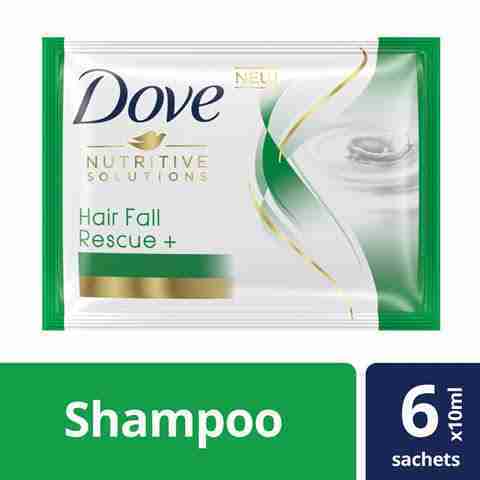 NEW
Dove
NUTRITIVE
SOLUTIONS
Hair Fall
Rescue +
Shampoo
6
x10ml
sachets